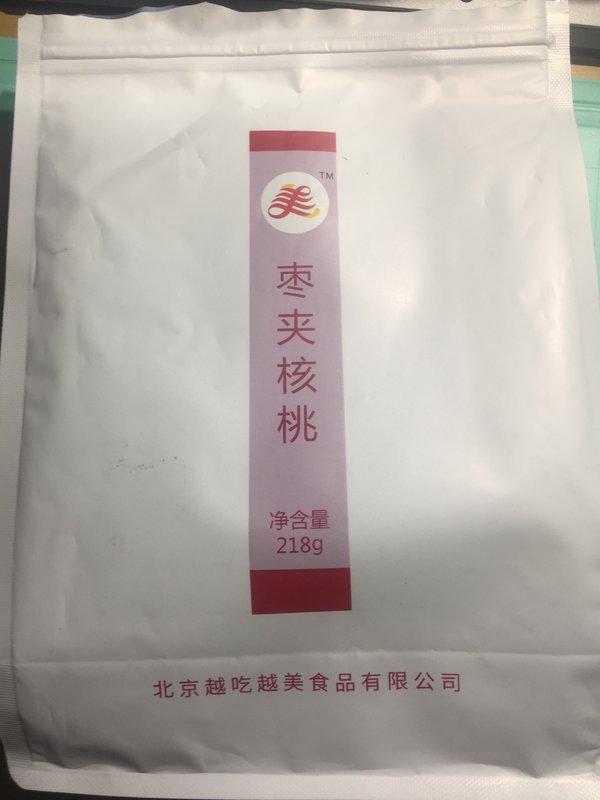 美
TM
枣夹核桃
净含量
218g
北京越吃越美食品有限公司